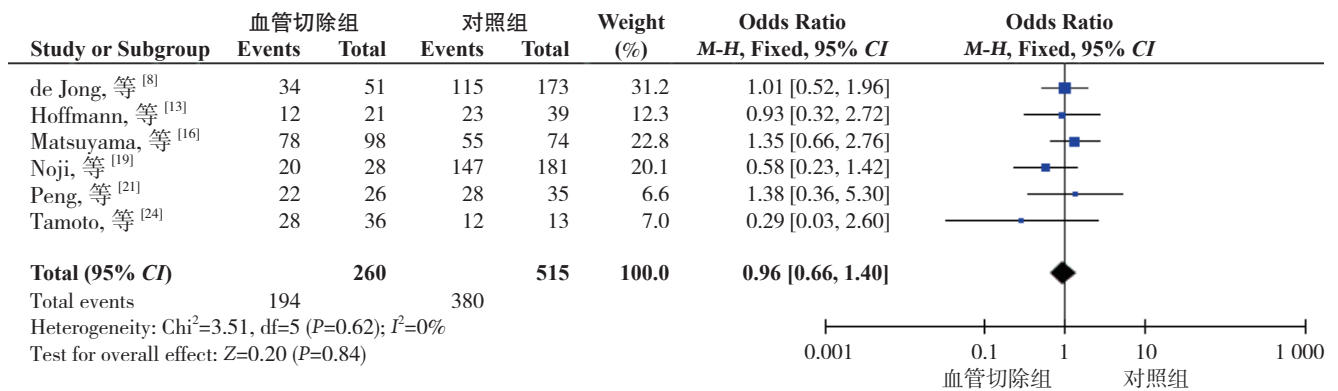 血管切除组 对照组 Weight Odds Ratio Odds Ratio
Study or Subgroup Events Total Events Total (%) M-H, Fixed, 95% CI M-H, Fixed, 95% CI
de Jong, 等 [8] 34 51 115 173 31.2 1.01 [0.52, 1.96]
Hoffmann, 等 [13] 12 21 23 39 12.3 0.93 [0.32, 2.72]
Matsuyama, 等 [16] 78 98 55 74 22.8 1.35 [0.66, 2.76]
Noji, 等 [19] 20 28 147 181 20.1 0.58 [0.23, 1.42]
Peng, 等 [21] 22 26 28 35 6.6 1.38 [0.36, 5.30]
Tamoto, 等 [24] 28 36 12 13 7.0 0.29 [0.03, 2.60]
Total (95% CI) 260 515 100.0 0.96 [0.66, 1.40]
Total events 194 380
Heterogeneity: Chi²=3.51, df=5 (P=0.62); I²=0%
Test for overall effect: Z=0.20 (P=0.84)
0.001 0.1 1 10 1 000
血管切除组 对照组